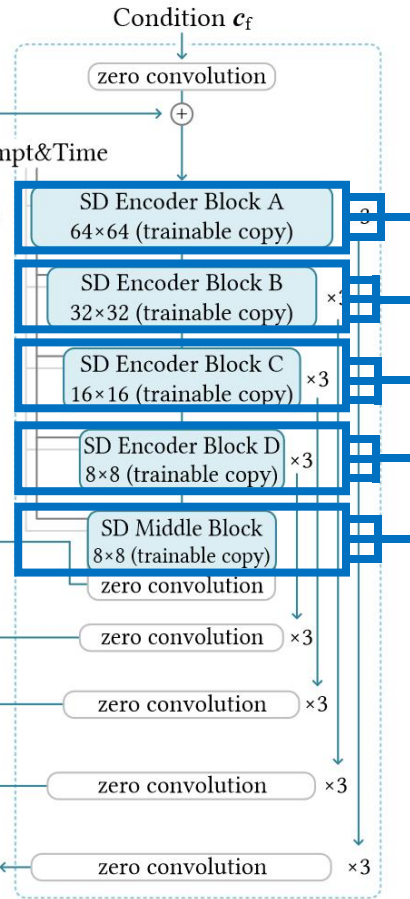 Condition c_f
zero convolution
+
mpt&Time
SD Encoder Block A
64×64 (trainable copy)
3
SD Encoder Block B
32×32 (trainable copy)
×3
SD Encoder Block C
16×16 (trainable copy)
×3
SD Encoder Block D
8×8 (trainable copy)
×3
SD Middle Block
8×8 (trainable copy)
zero convolution
zero convolution ×3
zero convolution ×3
zero convolution ×3
zero convolution ×3